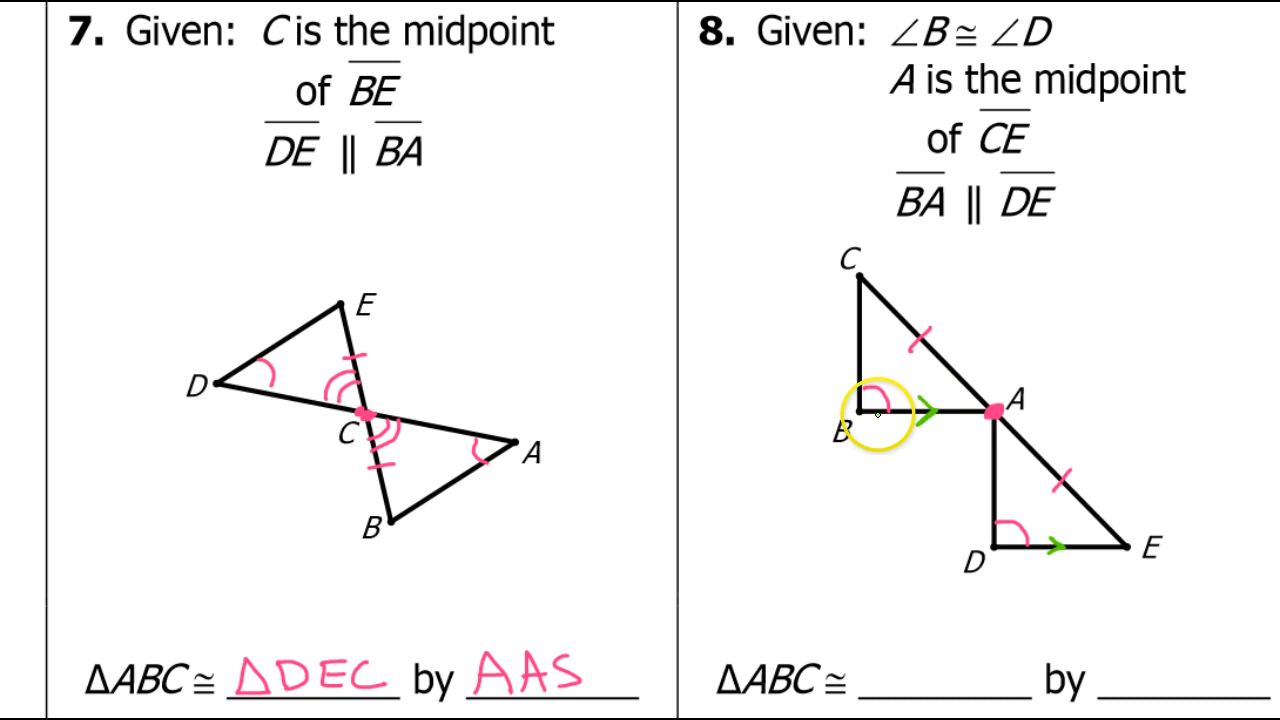 7. Given: C is the midpoint
of BE
DE ∥ BA
E
D
C
A
B
ΔABC ≅ ΔDEC by AAS
8. Given: ∠B ≅ ∠D
A is the midpoint
of CE
BA ∥ DE
C
A
B
D
E
ΔABC ≅ ________ by ________